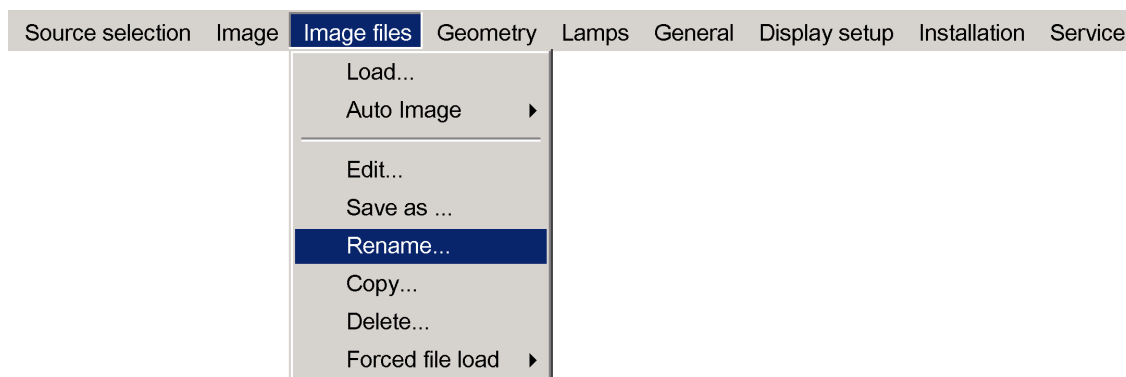 Source selection Image Image files Geometry Lamps General Display setup Installation Service
Load...
Auto Image
Edit...
Save as ...
Rename...
Copy...
Delete...
Forced file load